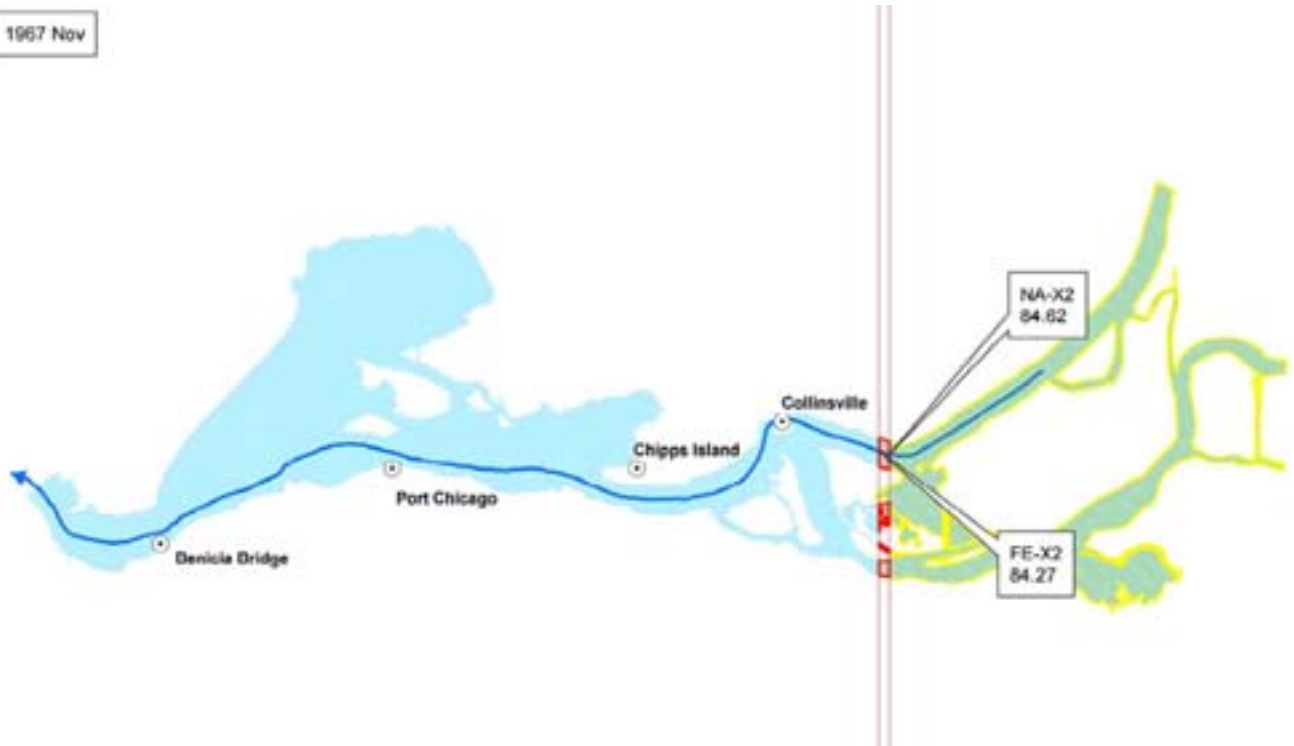 1967 Nov
NA-X2
84.62
Collinsville
Chipps Island
Port Chicago
Benicia Bridge
FE-X2
84.27